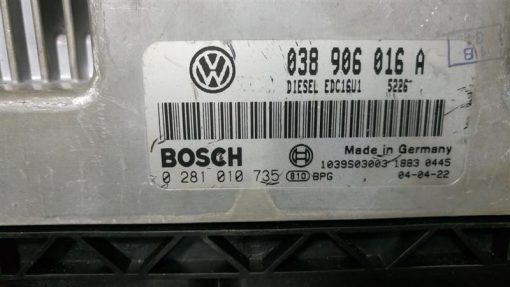 038 906 016 A
DIESEL EDC16U1 5226
BOSCH Made in Germany
1039S03003 1883 0445
0 281 010 735 810 BPG 04-04-22